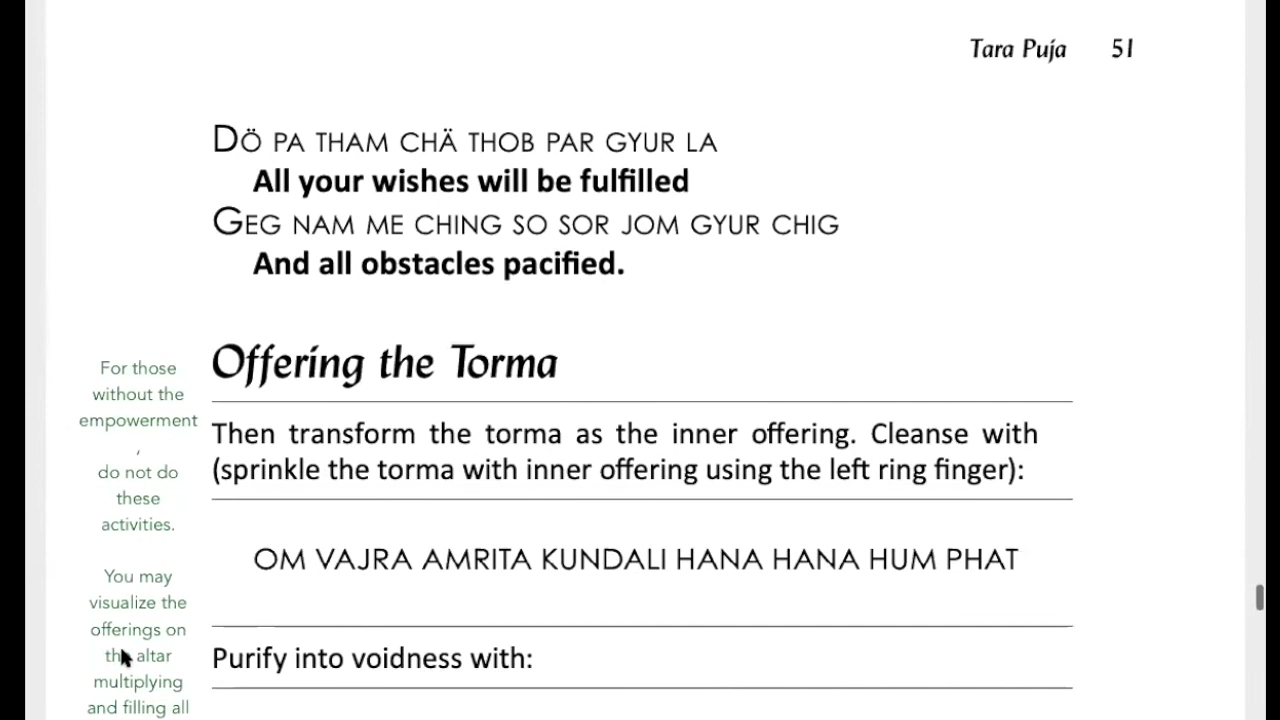 Tara Puja 51
DÖ PA THAM CHÄ THOB PAR GYUR LA
All your wishes will be fulfilled
GEG NAM ME CHING SO SOR JOM GYUR CHIG
And all obstacles pacified.
Offering the Torma
Then transform the torma as the inner offering. Cleanse with
(sprinkle the torma with inner offering using the left ring finger):
OM VAJRA AMRITA KUNDALI HANA HANA HUM PHAT
Purify into voidness with:
For those
without the
empowerment
,
do not do
these
activities.
You may
visualize the
offerings on
the altar
multiplying
and filling all